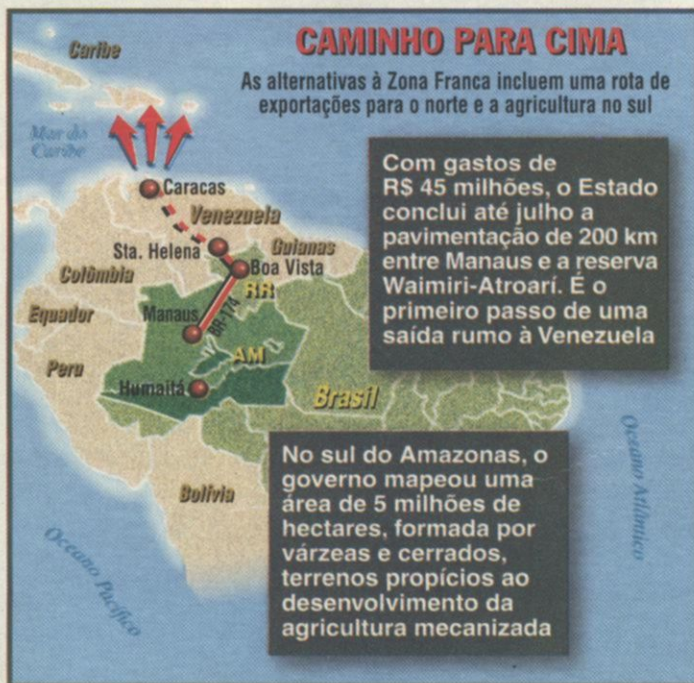 CAMINHO PARA CIMA
As alternativas à Zona Franca incluem uma rota de
exportações para o norte e a agricultura no sul
Caribe
Mar do
Caribe
Caracas
Venezuela
Sta. Helena
Guianas
Boa Vista
Colômbia
RR
Equador
Manaus
BR-174
Peru
AM
Humaitá
Brasil
Bolívia
Oceano Pacífico
Oceano Atlântico
Com gastos de
R$ 45 milhões, o Estado
conclui até julho a
pavimentação de 200 km
entre Manaus e a reserva
Waimiri-Atroarí. É o
primeiro passo de uma
saída rumo à Venezuela
No sul do Amazonas, o
governo mapeou uma
área de 5 milhões de
hectares, formada por
várzeas e cerrados,
terrenos propícios ao
desenvolvimento da
agricultura mecanizada